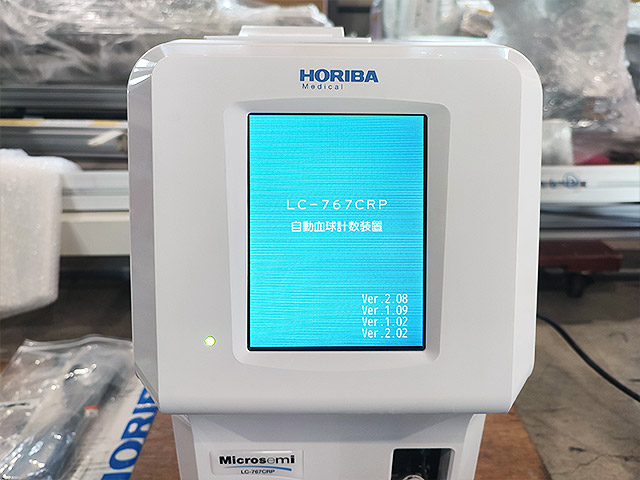 HORIBA
Medical
LC-767CRP
自動血球計数装置
Ver.2.08
Ver.1.09
Ver.1.02
Ver.2.02
HORIBA
Microsemi
LC-767CRP